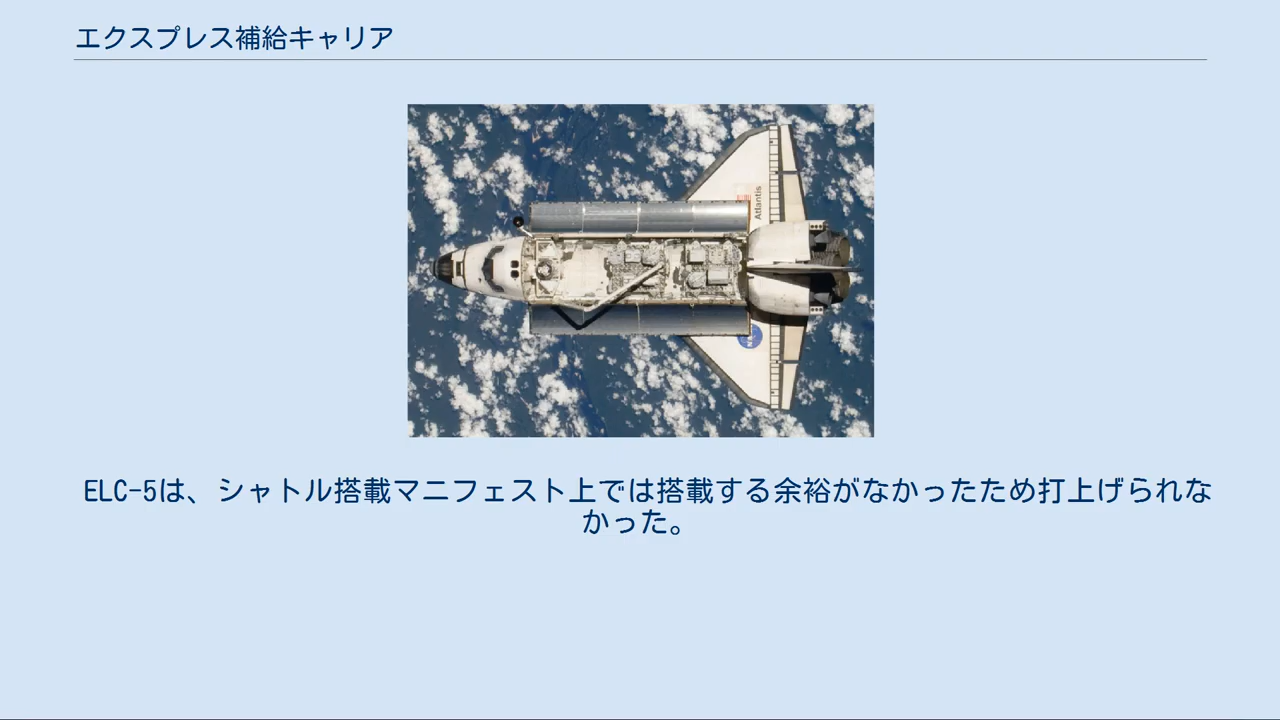 エクスプレス補給キャリア
Atlantis
ELC-5は、シャトル搭載マニフェスト上では搭載する余裕がなかったため打上げられな
かった。